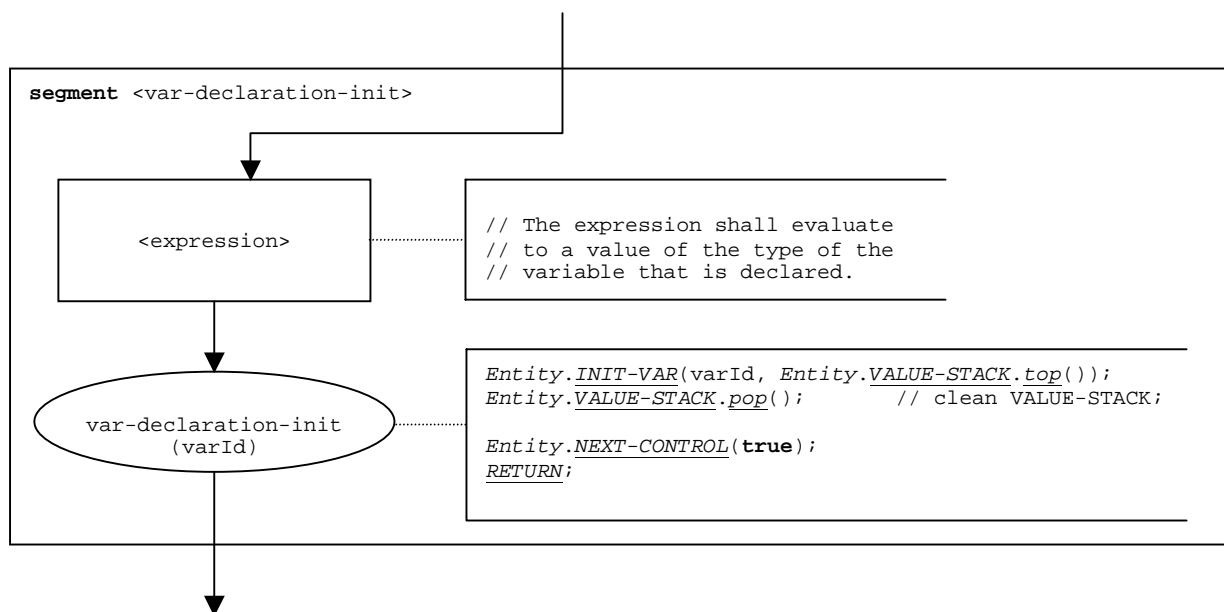 segment <var-declaration-init>
<expression>
// The expression shall evaluate
// to a value of the type of the
// variable that is declared.
var-declaration-init
(varId)
Entity.INIT-VAR(varId, Entity.VALUE-STACK.top());
Entity.VALUE-STACK.pop(); // clean VALUE-STACK;
Entity.NEXT-CONTROL(true);
RETURN;